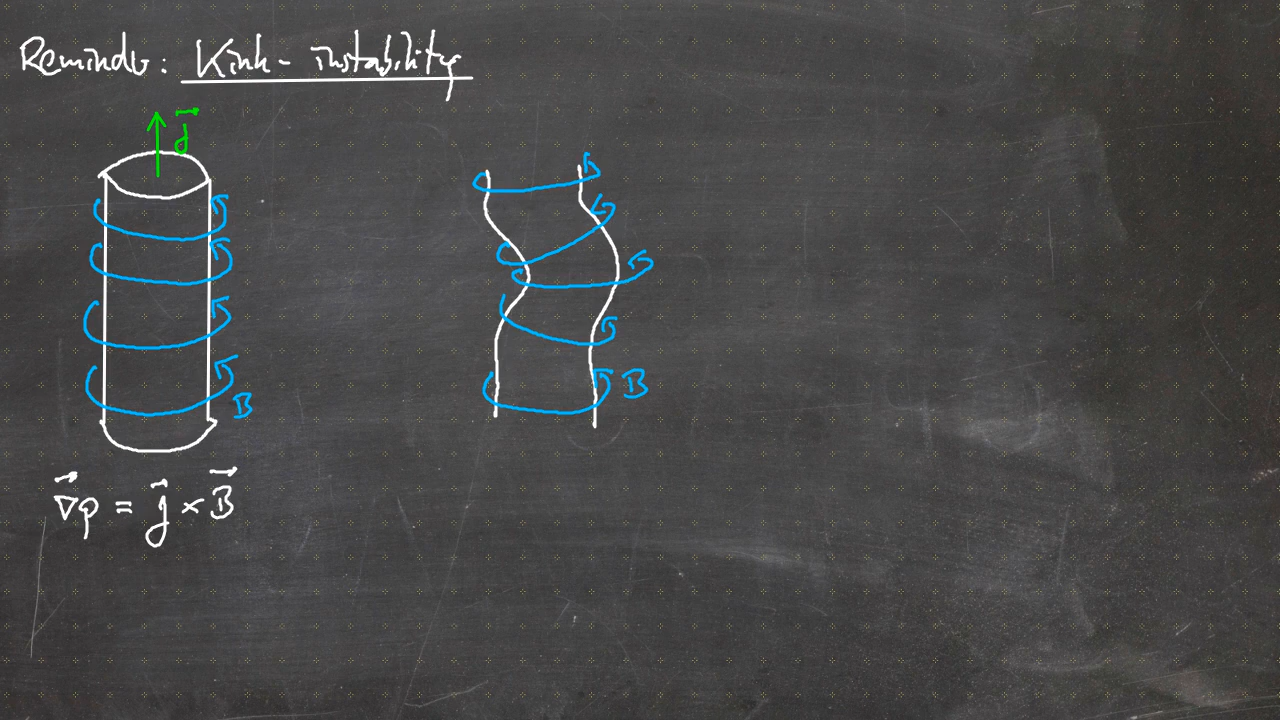 Reminder: Kink-instability
j⃗
B
B
∇⃗p = j⃗ × B⃗